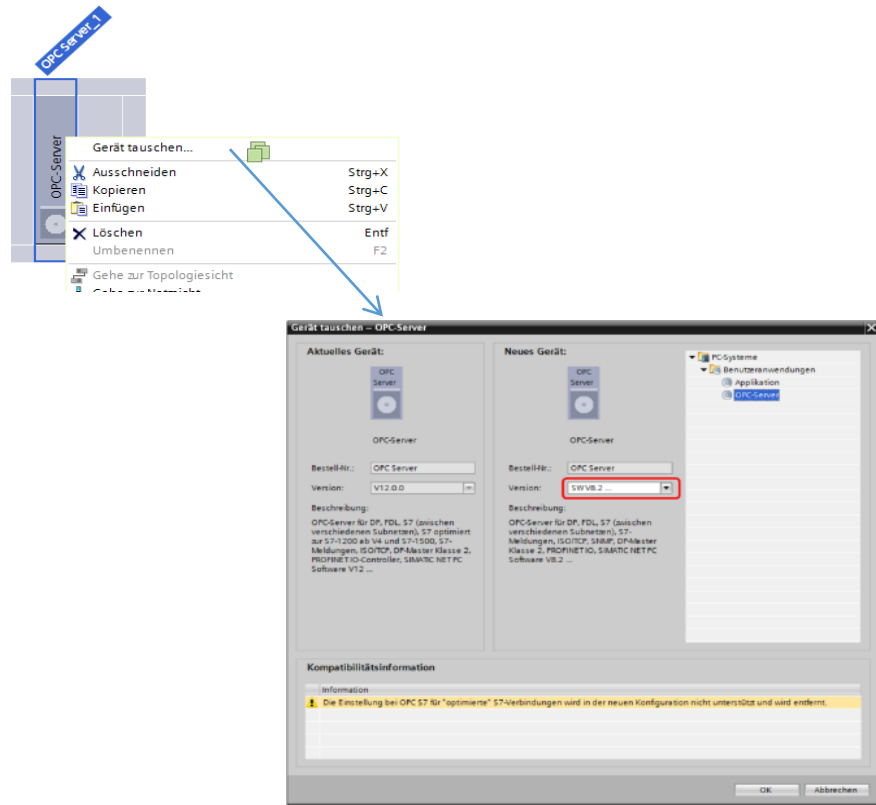 OPC Server_1
OPC-Server
Gerät tauschen...
Ausschneiden Strg+X
Kopieren Strg+C
Einfügen Strg+V
Löschen Entf
Umbenennen F2
Gehe zur Topologiesicht
Gerät tauschen – OPC-Server
Aktuelles Gerät:
OPC
Server
OPC-Server
Bestell-Nr.: OPC Server
Version: V12.0.0
Beschreibung:
OPC-Server für DP, FDL, S7 (zwischen
verschiedenen Subnetzen), S7 optimiert
zur S7-1200 ab V4 und S7-1500, S7-
Meldungen, ISO/TCP, DP-Master Klasse 2,
PROFINET IO-Controller, SIMATIC NET PC
Software V12 ...
Neues Gerät:
OPC
Server
OPC-Server
Bestell-Nr.: OPC Server
Version: SW V8.2 ...
Beschreibung:
OPC-Server für DP, FDL, S7 (zwischen
verschiedenen Subnetzen), S7-
Meldungen, ISO/TCP, SNMP, DP-Master
Klasse 2, PROFINET IO, SIMATIC NET PC
Software V8.2 ...
PC-Systeme
Benutzeranwendungen
Applikation
OPC-Server
Kompatibilitätsinformation
Information
Die Einstellung bei OPC S7 für "optimierte" S7-Verbindungen wird in der neuen Konfiguration nicht unterstützt und wird entfernt.
OK Abbrechen